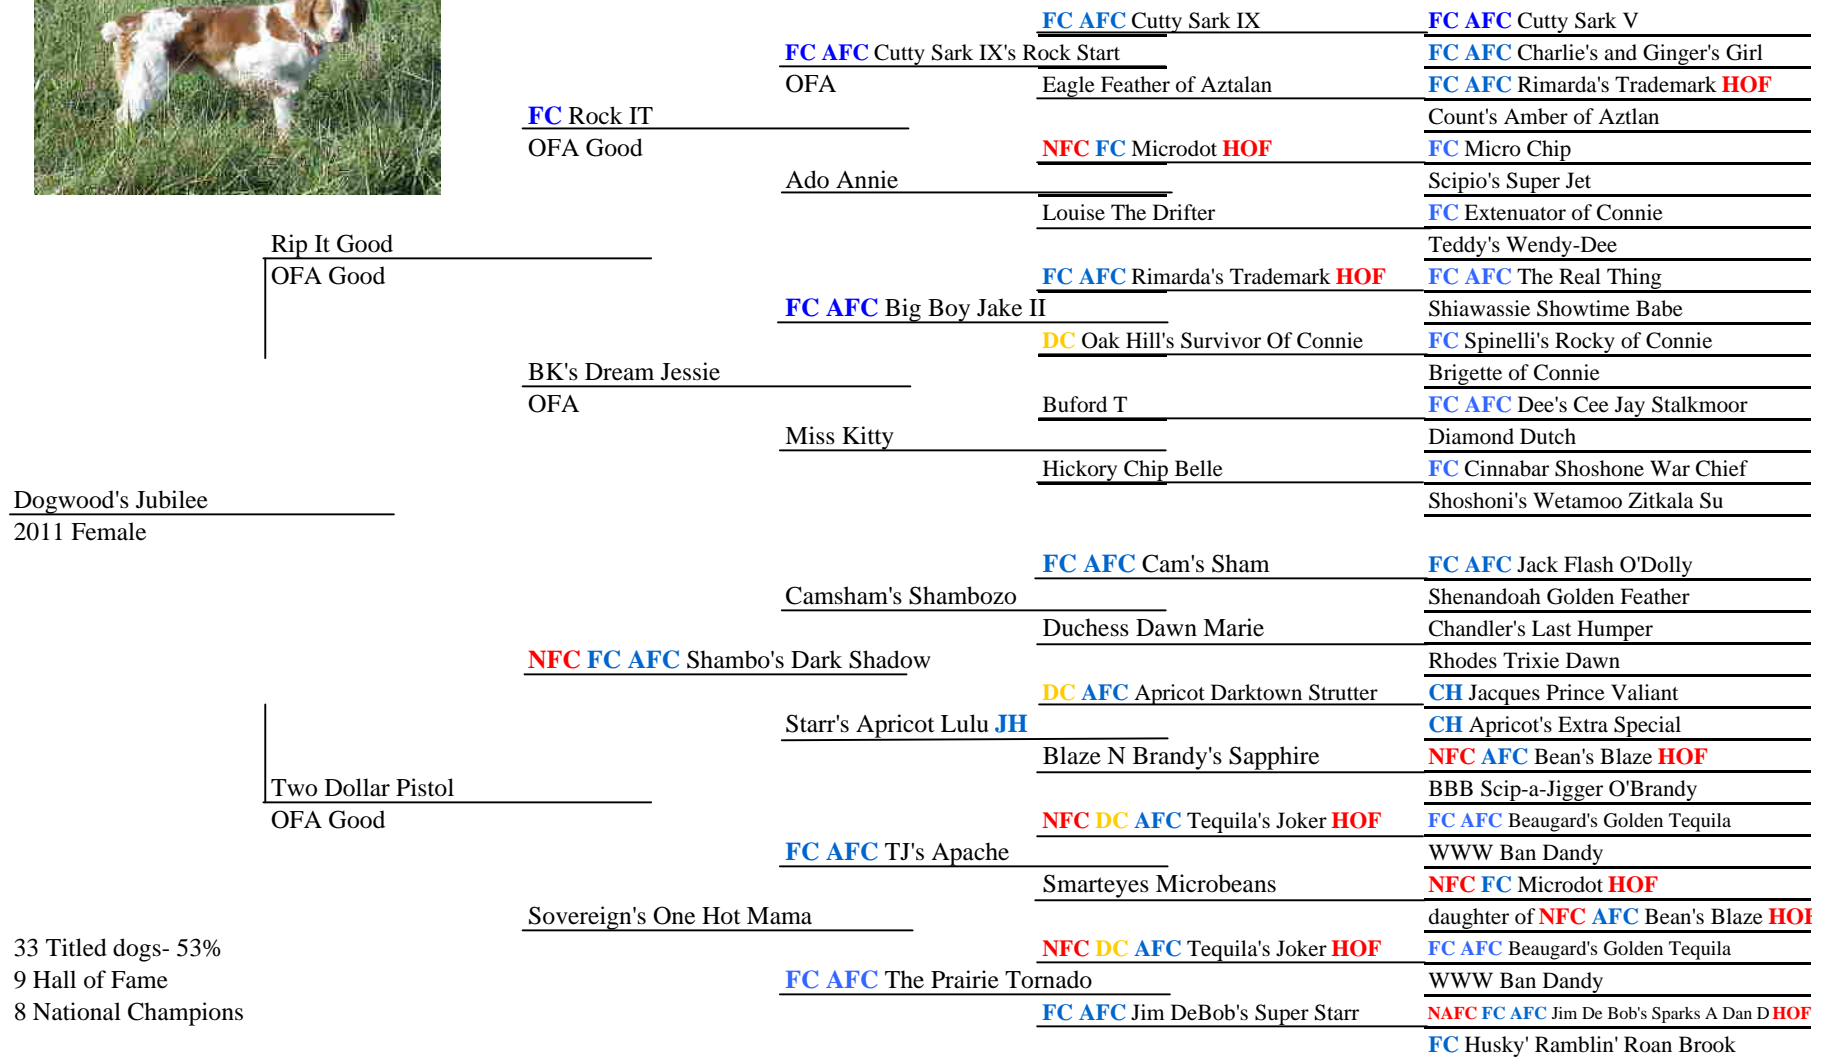 FC AFC Cutty Sark IX
FC AFC Cutty Sark V
FC AFC Cutty Sark IX's Rock Start
FC AFC Charlie's and Ginger's Girl
OFA
Eagle Feather of Aztalan
FC AFC Rimarda's Trademark HOF
FC Rock IT
Count's Amber of Aztlan
OFA Good
NFC FC Microdot HOF
FC Micro Chip
Ado Annie
Scipio's Super Jet
Louise The Drifter
FC Extenuator of Connie
Rip It Good
Teddy's Wendy-Dee
OFA Good
FC AFC Rimarda's Trademark HOF
FC AFC The Real Thing
FC AFC Big Boy Jake II
Shiawassie Showtime Babe
DC Oak Hill's Survivor Of Connie
FC Spinelli's Rocky of Connie
BK's Dream Jessie
Brigette of Connie
OFA
Buford T
FC AFC Dee's Cee Jay Stalkmoor
Miss Kitty
Diamond Dutch
Hickory Chip Belle
FC Cinnabar Shoshone War Chief
Dogwood's Jubilee
Shoshoni's Wetamoo Zitkala Su
2011 Female
FC AFC Cam's Sham
FC AFC Jack Flash O'Dolly
Camsham's Shambozo
Shenandoah Golden Feather
Duchess Dawn Marie
Chandler's Last Humper
NFC FC AFC Shambo's Dark Shadow
Rhodes Trixie Dawn
DC AFC Apricot Darktown Strutter
CH Jacques Prince Valiant
Starr's Apricot Lulu JH
CH Apricot's Extra Special
Blaze N Brandy's Sapphire
NFC AFC Bean's Blaze HOF
Two Dollar Pistol
BBB Scip-a-Jigger O'Brandy
OFA Good
NFC DC AFC Tequila's Joker HOF
FC AFC Beaugard's Golden Tequila
FC AFC TJ's Apache
WWW Ban Dandy
Smarteyes Microbeans
NFC FC Microdot HOF
Sovereign's One Hot Mama
daughter of NFC AFC Bean's Blaze HOF
33 Titled dogs- 53%
NFC DC AFC Tequila's Joker HOF
FC AFC Beaugard's Golden Tequila
9 Hall of Fame
FC AFC The Prairie Tornado
WWW Ban Dandy
8 National Champions
FC AFC Jim DeBob's Super Starr
NAFC FC AFC Jim De Bob's Sparks A Dan D HOF
FC Husky' Ramblin' Roan Brook